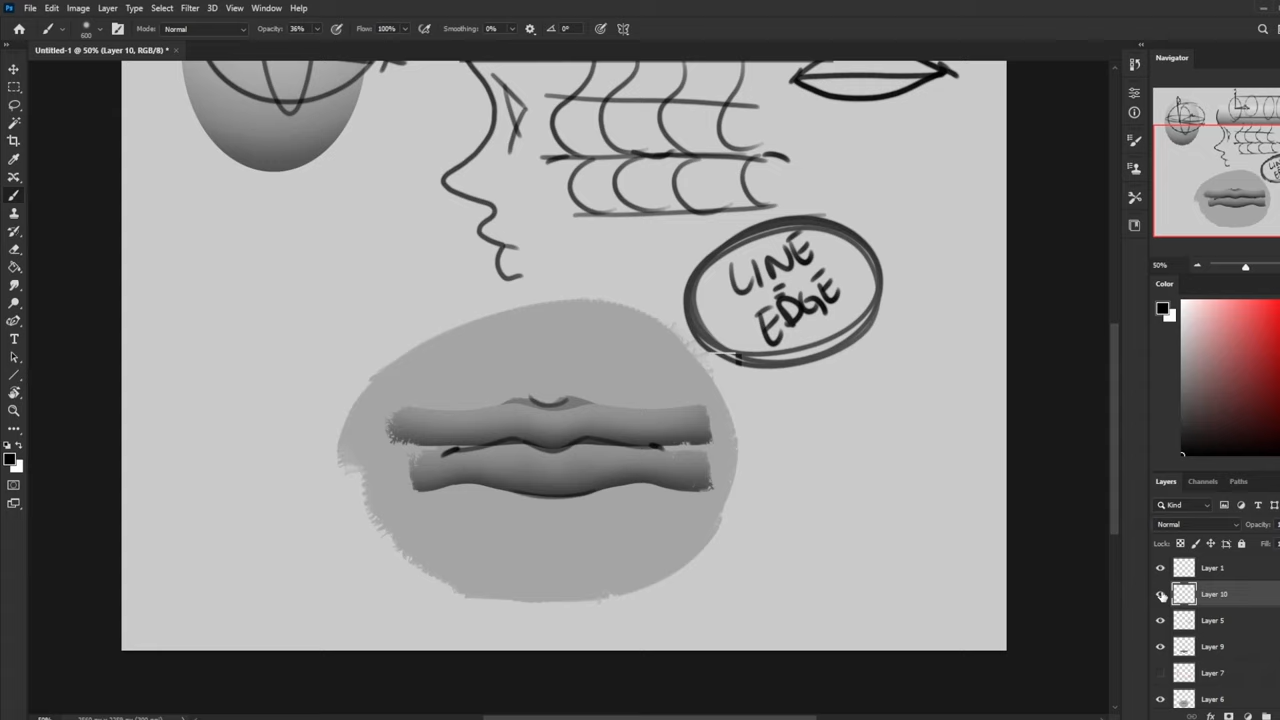 File Edit Image Layer Type Select Filter 3D View Window Help
600 Mode: Normal Opacity: 36% Flow: 100% Smoothing: 0% 0°
Untitled-1 @ 50% (Layer 10, RGB/8) *
Navigator
50%
Color
LINE
EDGE
Layers Channels Paths
Kind
Normal Opacity:
Lock: Fill:
Layer 1
Layer 10
Layer 5
Layer 9
Layer 7
Layer 6